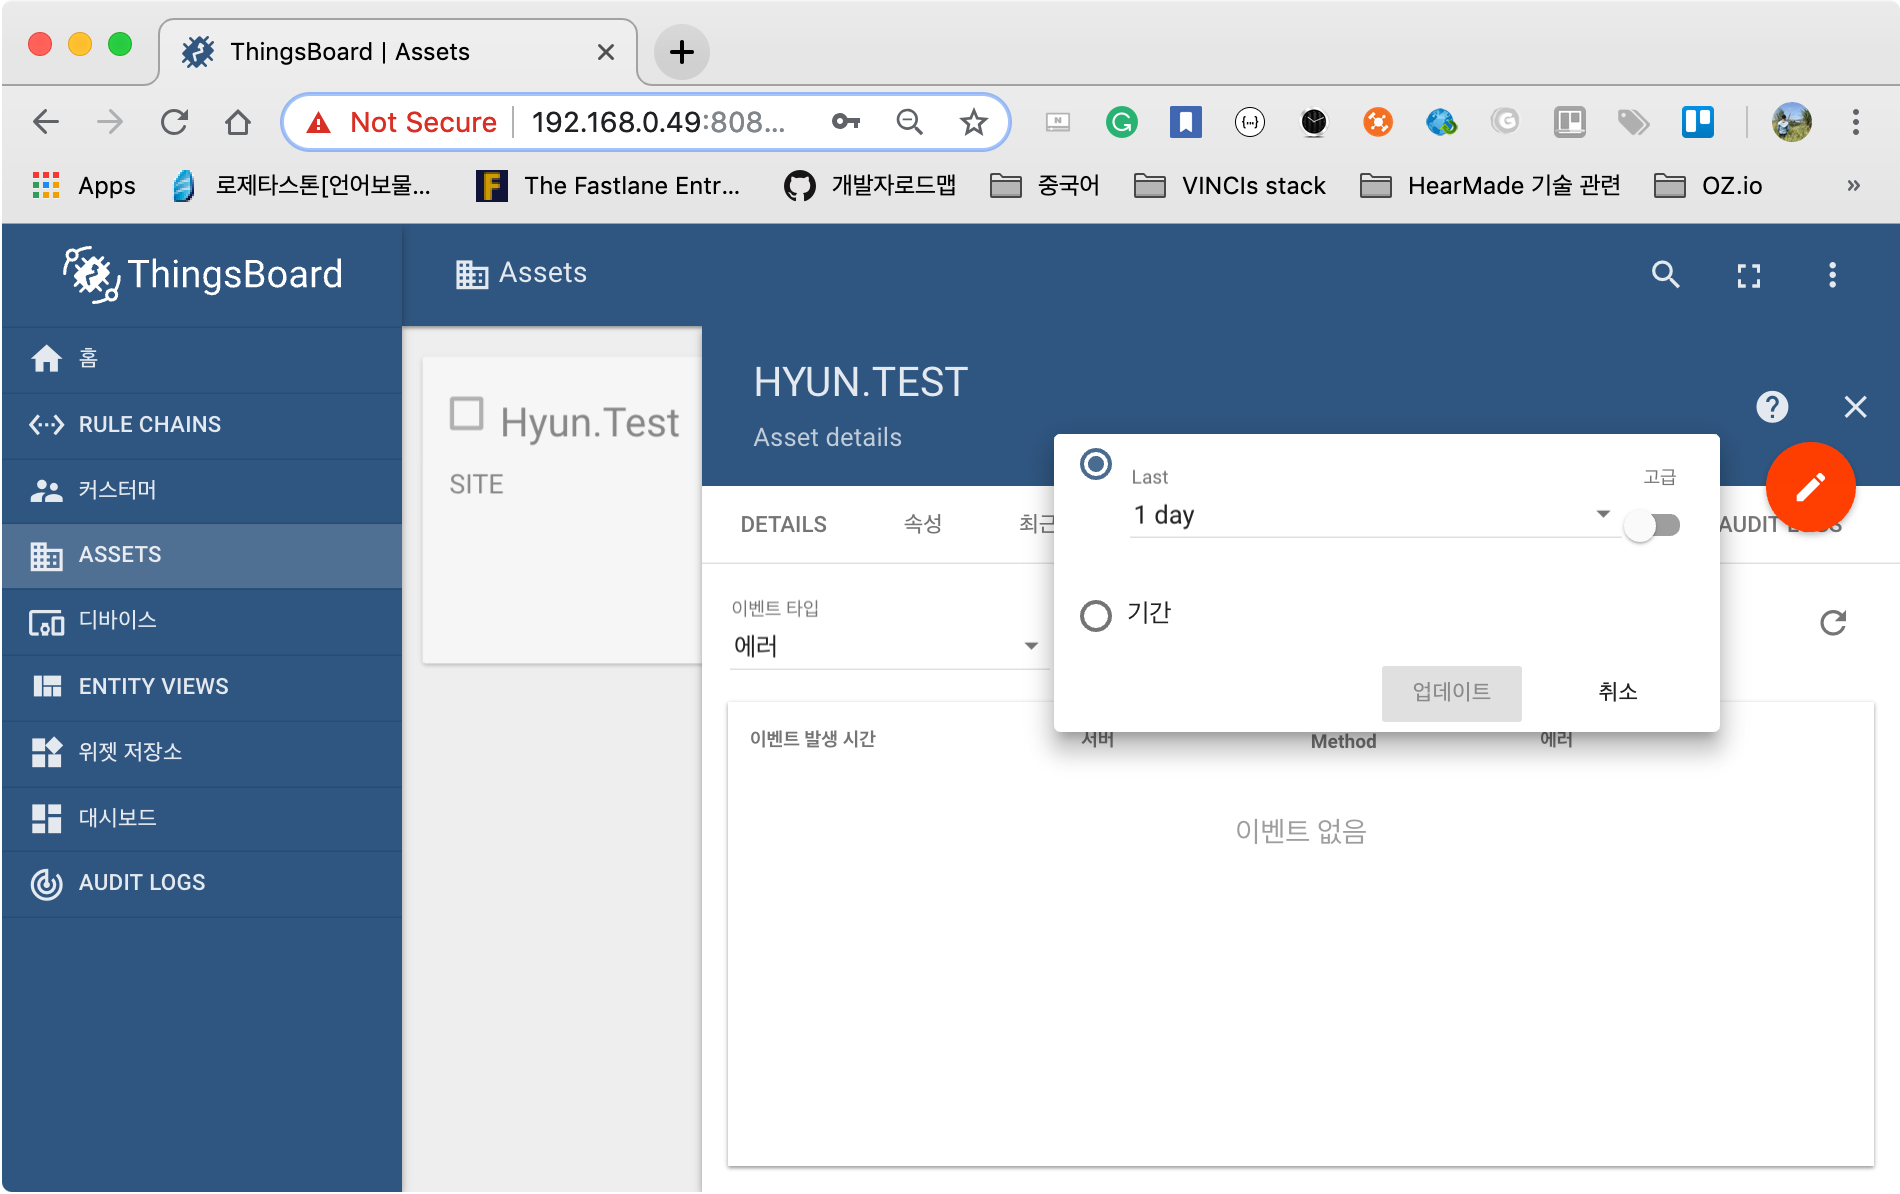 ThingsBoard | Assets
Not Secure
192.168.0.49:808...
Apps
로제타스톤[언어보물...
The Fastlane Entr...
개발자로드맵
중국어
VINCIs stack
HearMade 기술 관련
OZ.io
»
ThingsBoard
Assets
홈
RULE CHAINS
커스터머
ASSETS
디바이스
ENTITY VIEWS
위젯 저장소
대시보드
AUDIT LOGS
Hyun.Test
SITE
HYUN.TEST
Asset details
DETAILS
속성
최근
AUDIT LOGS
Last
고급
1 day
기간
업데이트
취소
이벤트 타입
에러
이벤트 발생 시간
서버
Method
에러
이벤트 없음